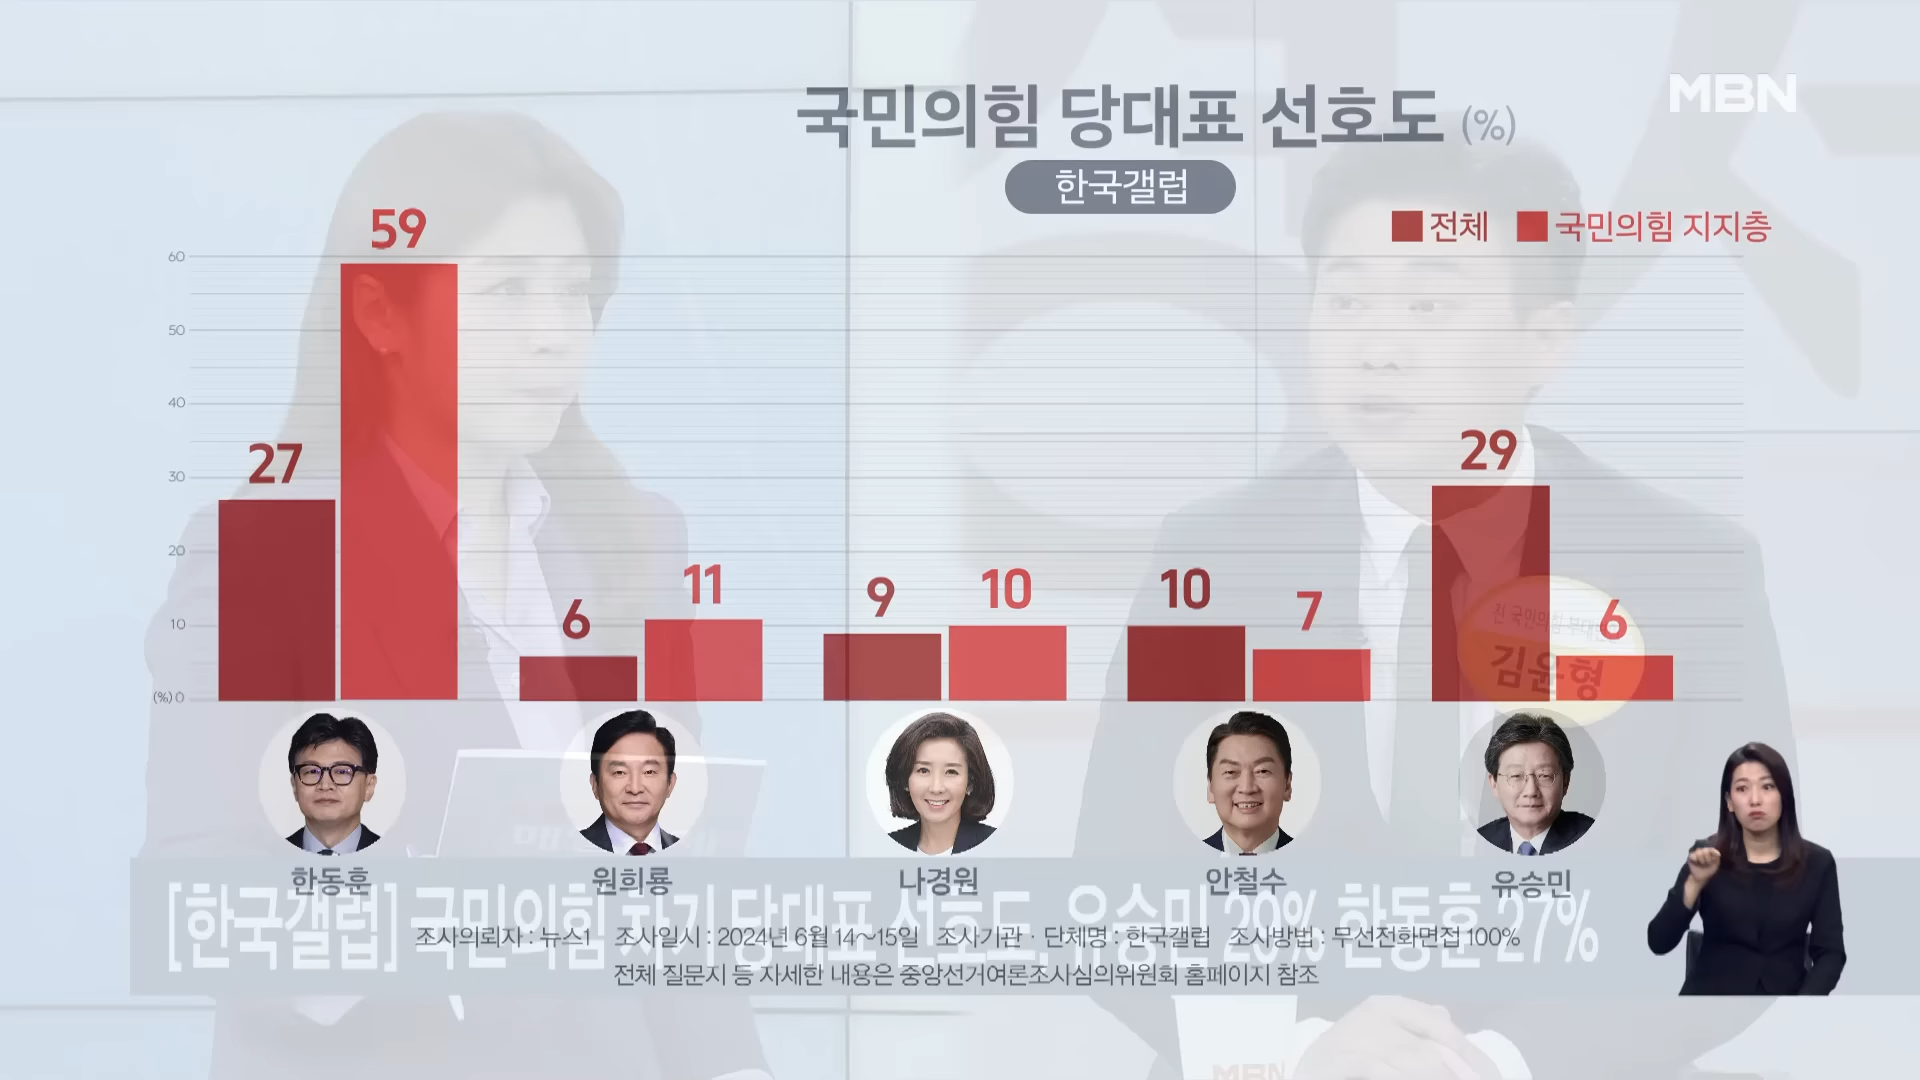 국민의힘 당대표 선호도 (%)
MBN
한국갤럽
전체 국민의힘 지지층
60
50
40
30
20
10
(%) 0
27
59
6
11
9
10
10
7
29
6
전 국민의힘 부대변인
김윤형
한동훈
원희룡
나경원
안철수
유승민
[한국갤럽] 국민의힘 차기 당대표 선호도, 유승민 29% 한동훈 27%
조사의뢰자 : 뉴스1 조사일시 : 2024년 6월 14~15일 조사기관 · 단체명 : 한국갤럽 조사방법 : 무선전화면접 100%
전체 질문지 등 자세한 내용은 중앙선거여론조사심의위원회 홈페이지 참조
MBN